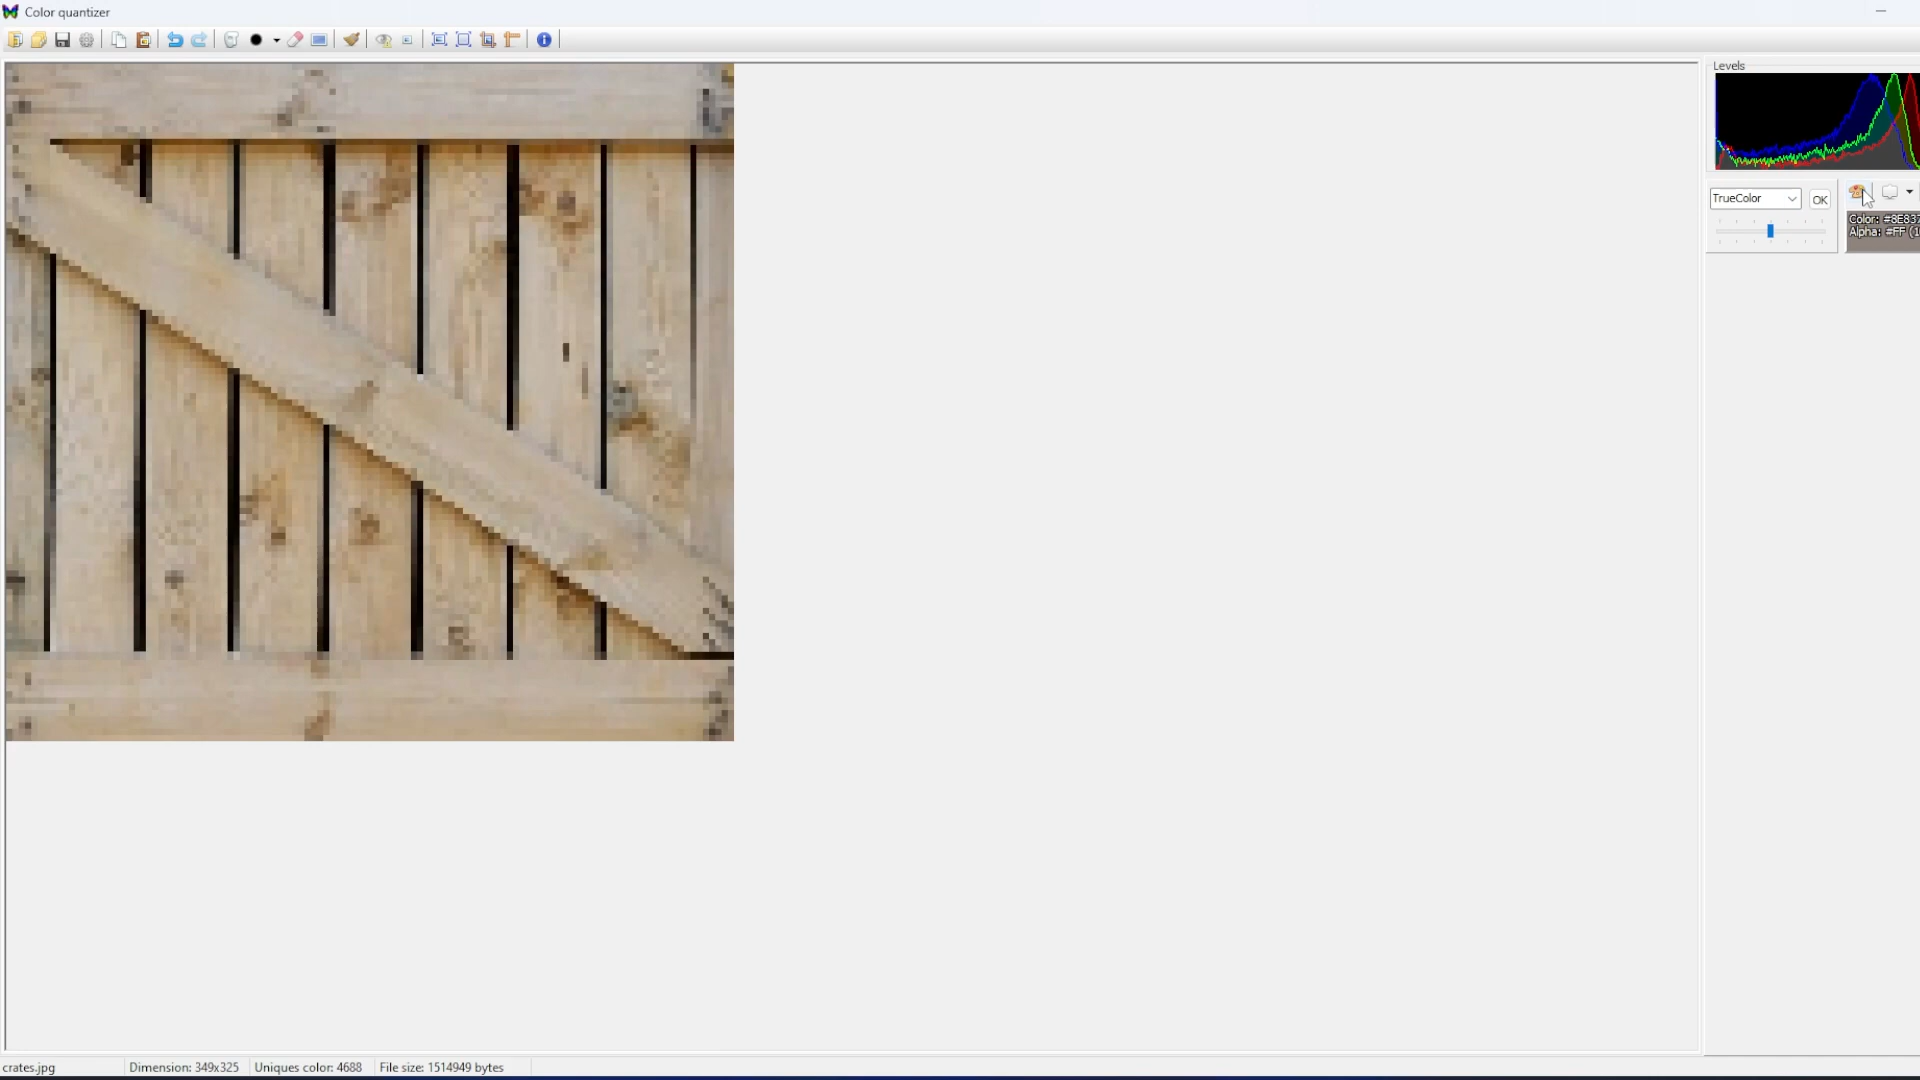 Color quantizer
Levels
TrueColor
OK
Color: #8E837
Alpha: #FF (1
crates.jpg
Dimension: 349x325
Uniques color: 4688
File size: 1514949 bytes